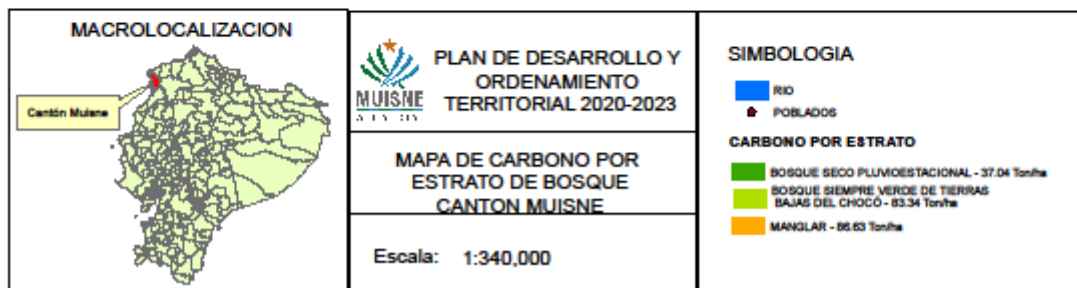 MACROLOCALIZACION
Cantón Muisne
MUISNE
PLAN DE DESARROLLO Y
ORDENAMIENTO
TERRITORIAL 2020-2023
MAPA DE CARBONO POR
ESTRATO DE BOSQUE
CANTON MUISNE
Escala: 1:340,000
SIMBOLOGIA
RIO
POBLADOS
CARBONO POR ESTRATO
BOSQUE SECO PLUVIOESTACIONAL - 37.04 Ton/ha
BOSQUE SIEMPRE VERDE DE TIERRAS
BAJAS DEL CHOCÓ - 83.34 Ton/ha
MANGLAR - 86.63 Ton/ha